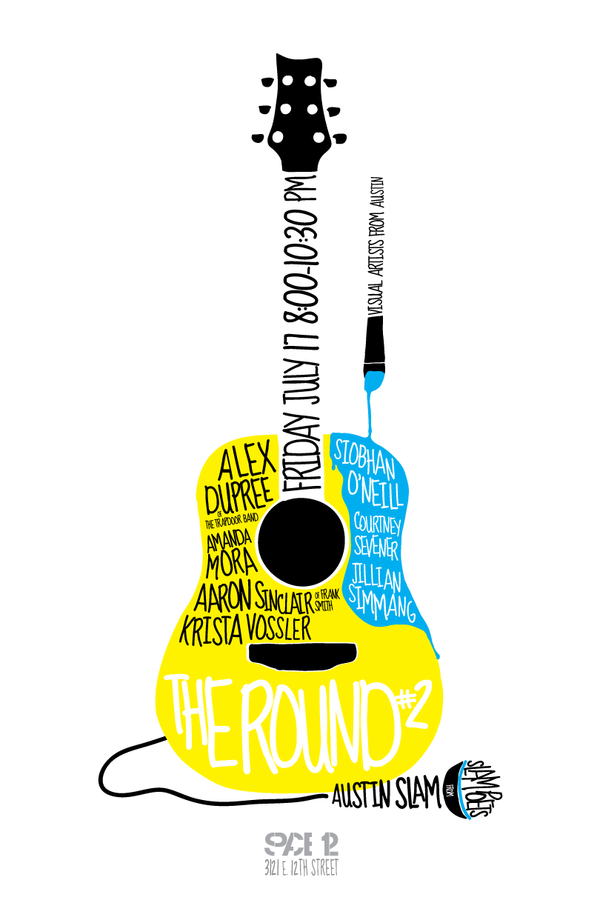 FRIDAY JULY 17 8:00-10:30 PM
VISUAL ARTISTS FROM AUSTIN
ALEX
DUPREE
OF
THE TRAPDOOR BAND
AMANDA
MORA
AARON SINCLAIR OF FRANK
SMITH
KRISTA VOSSLER
SIOBHAN
O'NEILL
COURTNEY
SEVENER
JILLIAN
SIMMANG
THE ROUND #2
SLAM POETS
FROM
AUSTIN SLAM
SPACE 12
3121 E. 12TH STREET